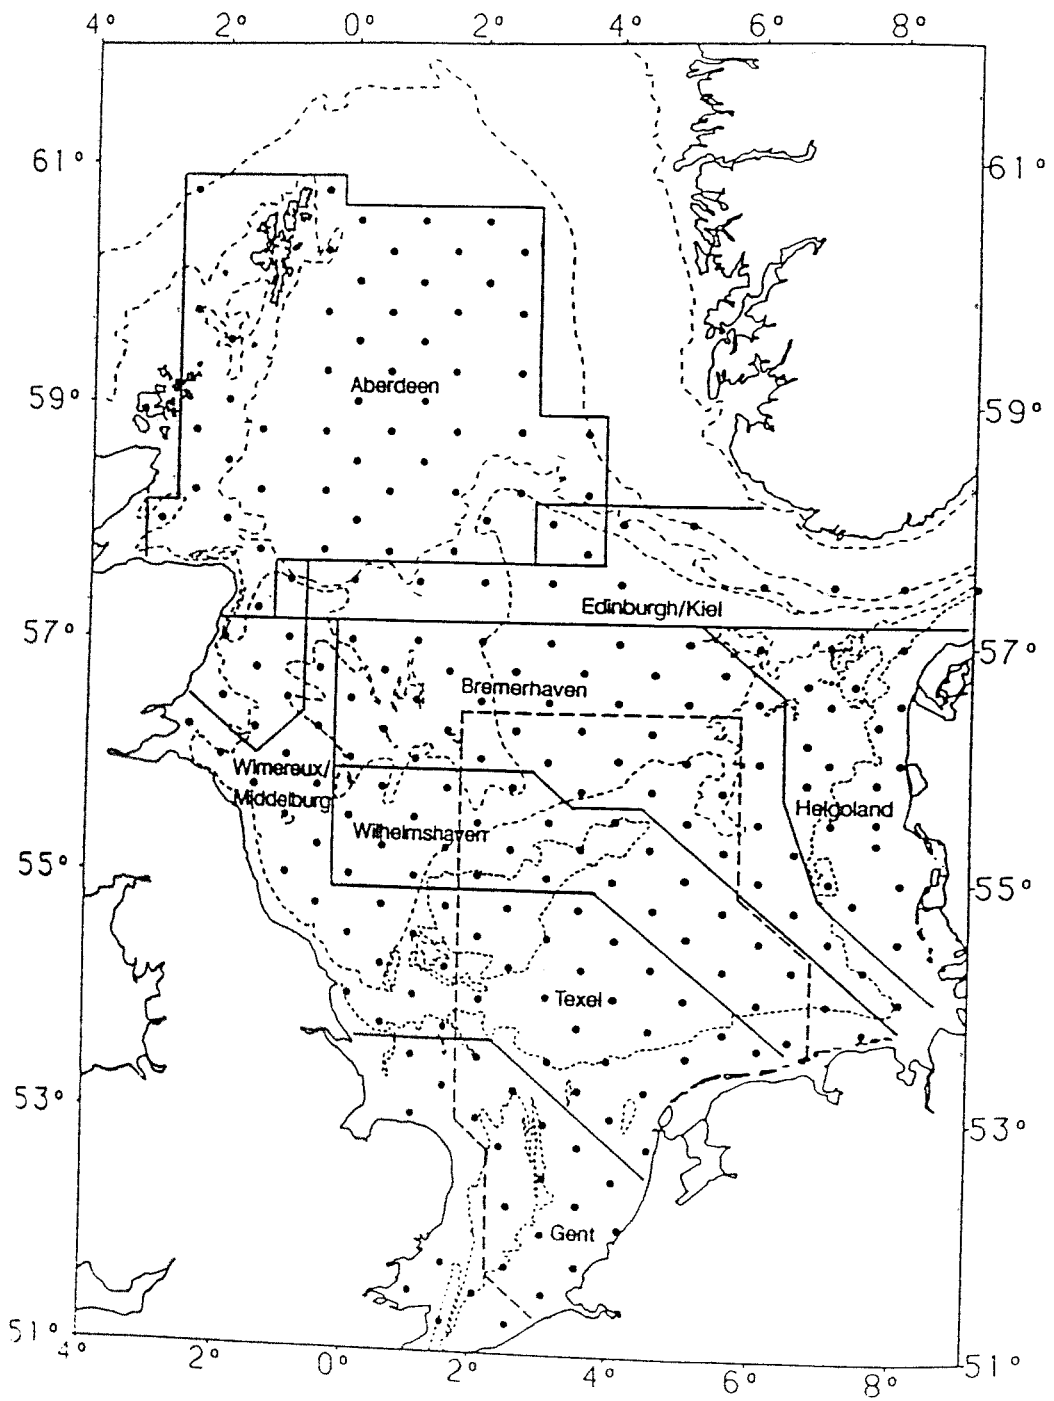 4° 2° 0° 2° 4° 6° 8°
61° 61°
Aberdeen
59° 59°
Edinburgh/Kiel
57° 57°
Bremerhaven
Wimereux/
Middelburg
Helgoland
Wilhelmshaven
55° 55°
Texel
53° 53°
Gent
51° 51°
4° 2° 0° 2° 4° 6° 8°